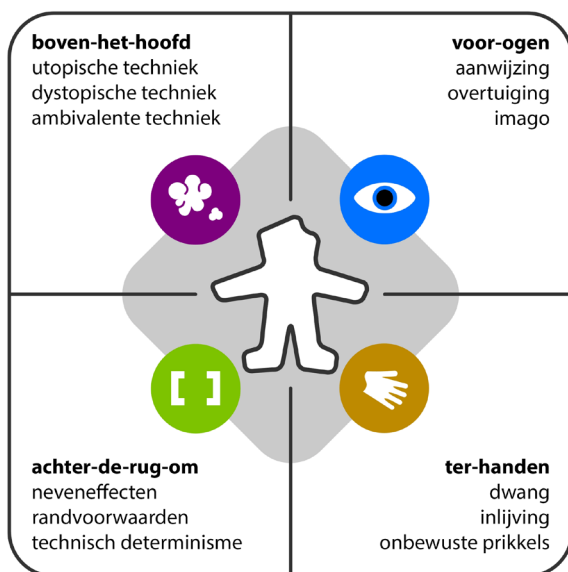 boven-het-hoofd
utopische techniek
dystopische techniek
ambivalente techniek
voor-ogen
aanwijzing
overtuiging
imago
achter-de-rug-om
neveneffecten
randvoorwaarden
technisch determinisme
ter-handen
dwang
inlijving
onbewuste prikkels